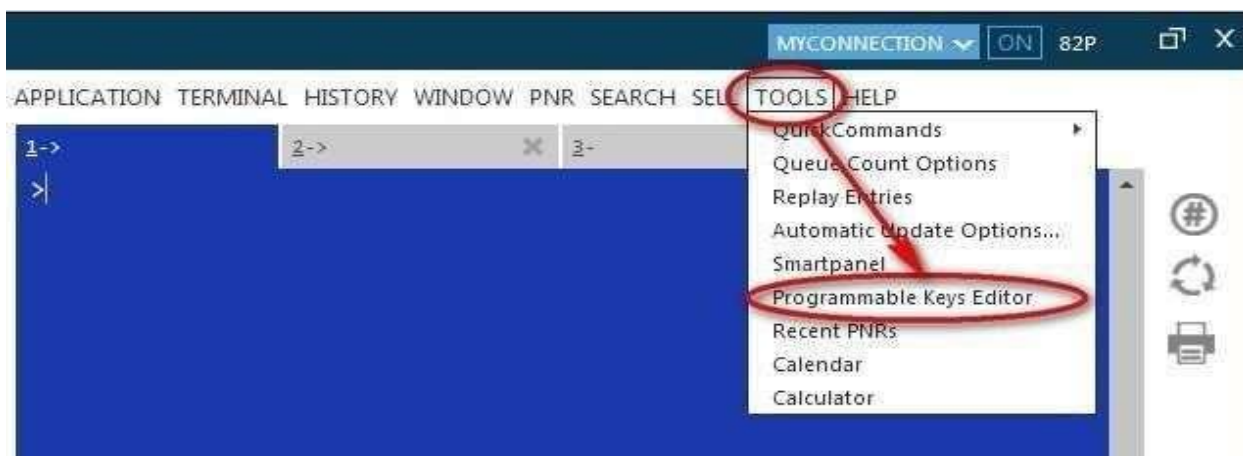 MYCONNECTION ON 82P
APPLICATION TERMINAL HISTORY WINDOW PNR SEARCH SELL TOOLS HELP
1-> 2-> 3-
>
QuickCommands
Queue Count Options
Replay Entries
Automatic Update Options...
Smartpanel
Programmable Keys Editor
Recent PNRs
Calendar
Calculator
#